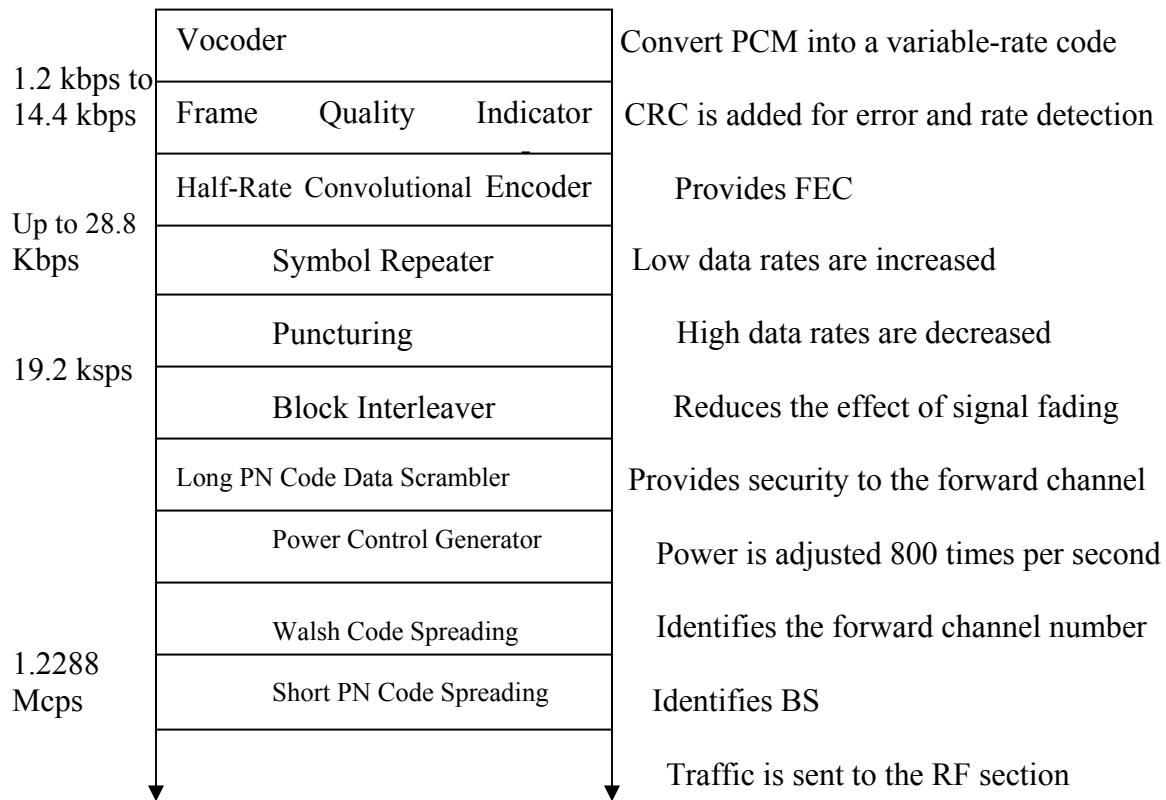 Vocoder Convert PCM into a variable-rate code
1.2 kbps to
14.4 kbps Frame Quality Indicator CRC is added for error and rate detection
Half-Rate Convolutional Encoder Provides FEC
Up to 28.8
Kbps Symbol Repeater Low data rates are increased
Puncturing High data rates are decreased
19.2 ksps
Block Interleaver Reduces the effect of signal fading
Long PN Code Data Scrambler Provides security to the forward channel
Power Control Generator Power is adjusted 800 times per second
Walsh Code Spreading Identifies the forward channel number
1.2288
Mcps Short PN Code Spreading Identifies BS
Traffic is sent to the RF section